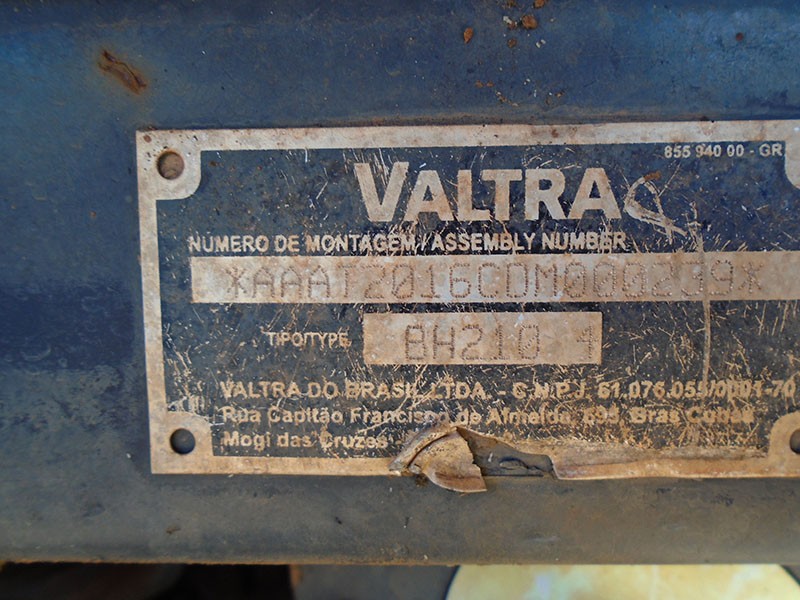 855 940 00 - GR
VALTRA
NÚMERO DE MONTAGEM / ASSEMBLY NUMBER
*AAAT2016CDM000209*
TIPO/TYPE BH210 4
VALTRA DO BRASIL LTDA. - C.N.P.J. 61.076.055/0001-70
Rua Capitão Francisco de Almeida, 695, Bras Cubas
Mogi das Cruzes